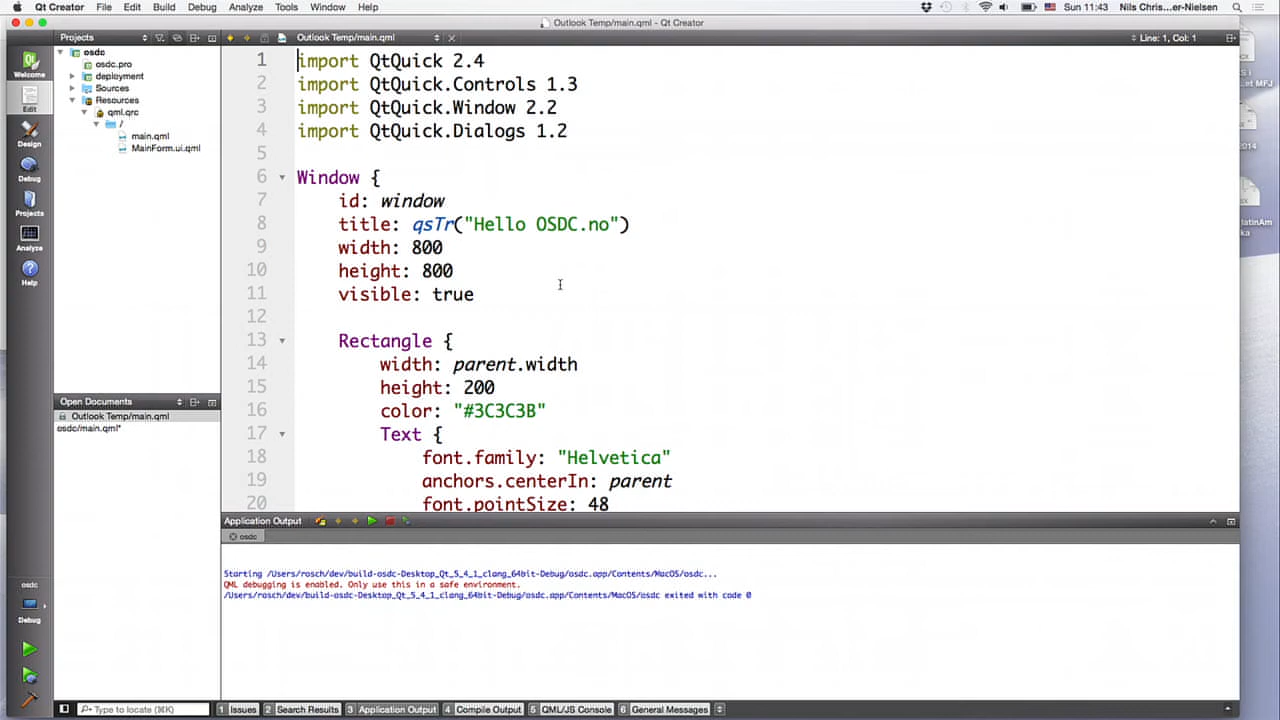 Qt Creator File Edit Build Debug Analyze Tools Window Help Sun 11:43 Nils Chris...er-Nielsen
Outlook Temp/main.qml - Qt Creator
Projects
Outlook Temp/main.qml
Line: 1, Col: 1
Welcome
Edit
Design
Debug
Projects
Analyze
Help
osdc
osdc.pro
deployment
Sources
Resources
qml.qrc
/
main.qml
MainForm.ui.qml
Open Documents
Outlook Temp/main.qml
osdc/main.qml*
1 import QtQuick 2.4
2 import QtQuick.Controls 1.3
3 import QtQuick.Window 2.2
4 import QtQuick.Dialogs 1.2
5
6 Window {
7 id: window
8 title: qsTr("Hello OSDC.no")
9 width: 800
10 height: 800
11 visible: true
12
13 Rectangle {
14 width: parent.width
15 height: 200
16 color: "#3C3C3B"
17 Text {
18 font.family: "Helvetica"
19 anchors.centerIn: parent
20 font.pointSize: 48
Application Output
osdc
Starting /Users/rosch/dev/build-osdc-Desktop_Qt_5_4_1_clang_64bit-Debug/osdc.app/Contents/MacOS/osdc...
QML debugging is enabled. Only use this in a safe environment.
/Users/rosch/dev/build-osdc-Desktop_Qt_5_4_1_clang_64bit-Debug/osdc.app/Contents/MacOS/osdc exited with code 0
osdc
Debug
Type to locate (⌘K)
1 Issues 2 Search Results 3 Application Output 4 Compile Output 5 QML/JS Console 6 General Messages
et MFJ
2014
latinAm
ka